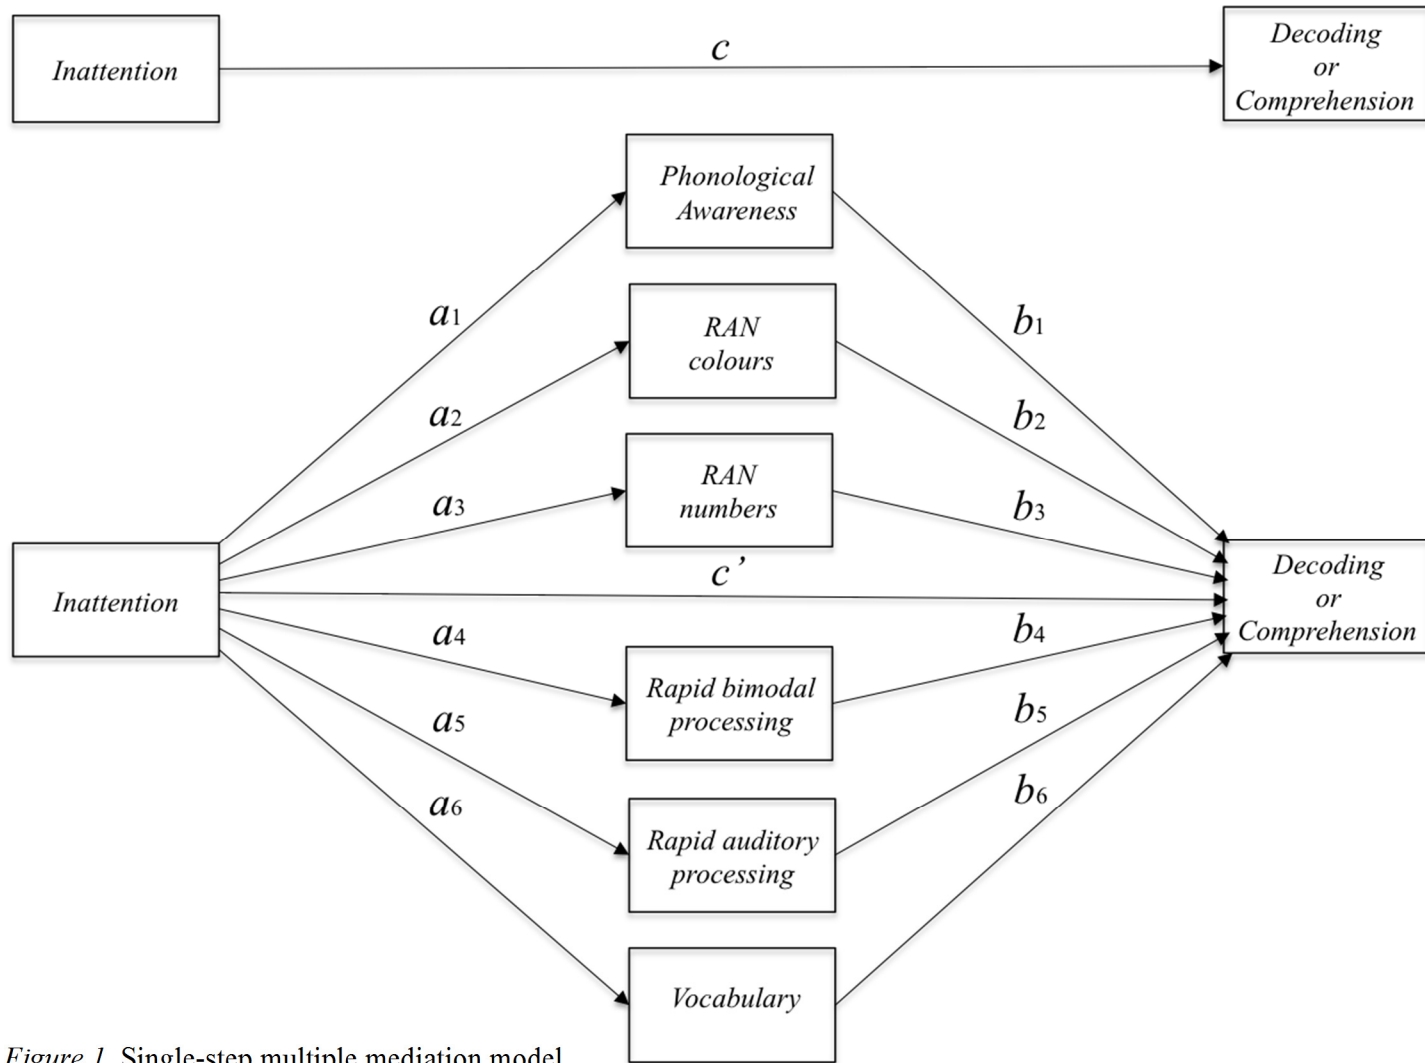 c
Inattention
Decoding
or
Comprehension
Phonological
Awareness
a1
b1
RAN
colours
a2
b2
RAN
numbers
a3
b3
c’
Inattention
Decoding
or
Comprehension
a4
b4
Rapid bimodal
processing
a5
b5
Rapid auditory
processing
a6
b6
Vocabulary
Figure 1. Single-step multiple mediation model